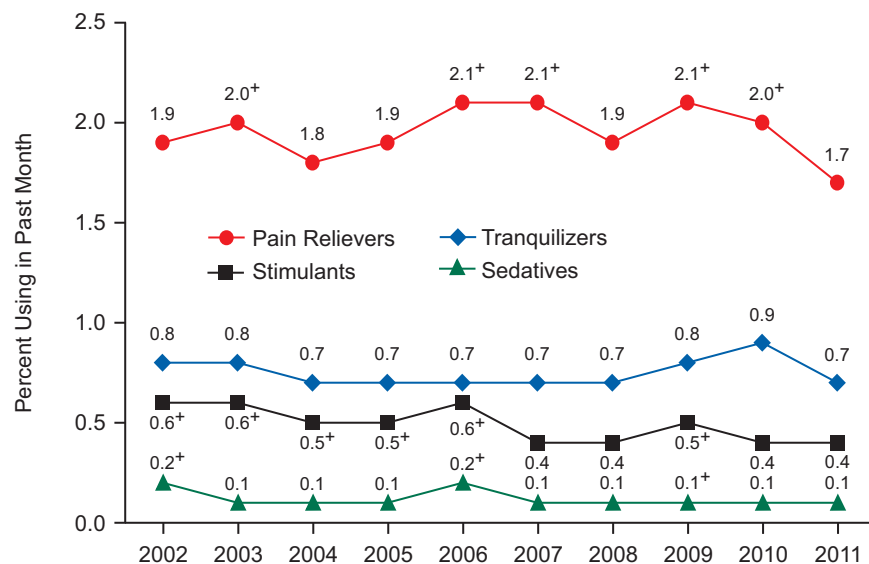 2.5
2.0
1.5
1.0
0.5
0.0
Percent Using in Past Month
1.9 2.0+ 1.8 1.9 2.1+ 2.1+ 1.9 2.1+ 2.0+ 1.7
Pain Relievers Tranquilizers
Stimulants Sedatives
0.8 0.8 0.7 0.7 0.7 0.7 0.7 0.8 0.9 0.7
0.6+ 0.6+ 0.5+ 0.5+ 0.6+ 0.4 0.4 0.5+ 0.4 0.4
0.2+ 0.1 0.1 0.1 0.2+ 0.1 0.1 0.1+ 0.1 0.1
2002 2003 2004 2005 2006 2007 2008 2009 2010 2011